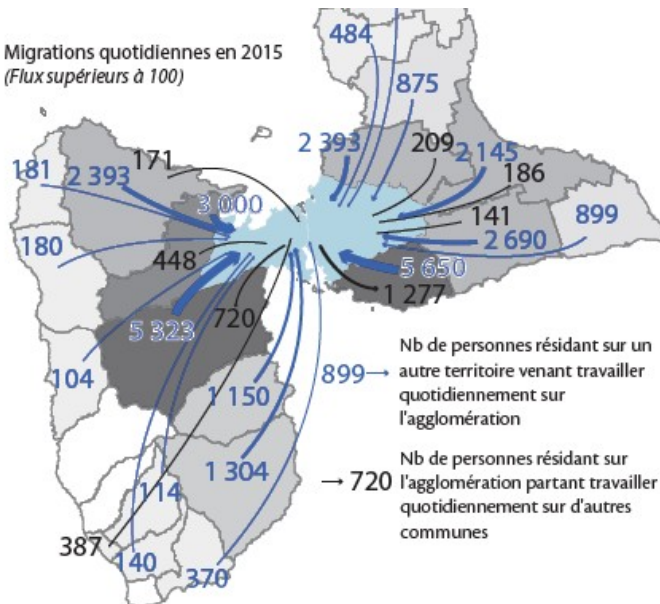 Migrations quotidiennes en 2015
(Flux supérieurs à 100)
484
875
2 393
209
2 145
186
141
899
2 690
5 650
1 277
171
181
2 393
3 000
180
448
5 323
720
104
1 150
1 304
114
387
140
370
899→
Nb de personnes résidant sur un
autre territoire venant travailler
quotidiennement sur
l'agglomération
→ 720
Nb de personnes résidant sur
l'agglomération partant travailler
quotidiennement sur d'autres
communes